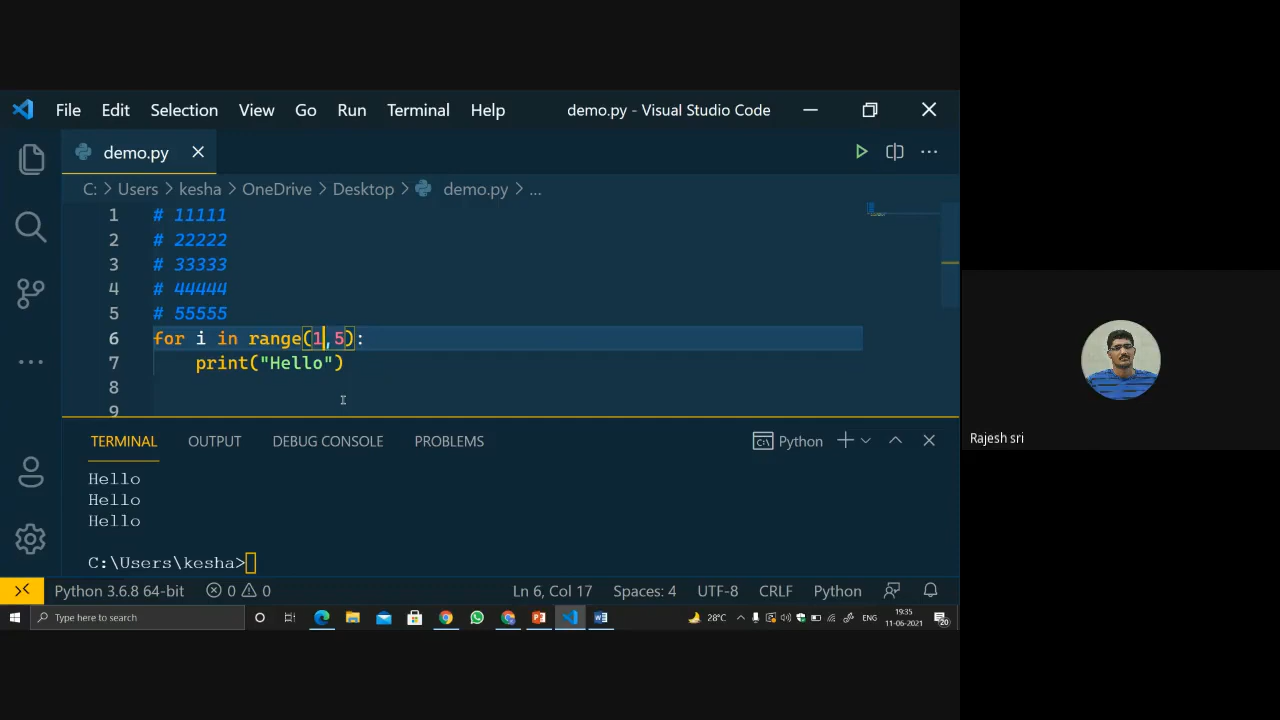 File Edit Selection View Go Run Terminal Help demo.py - Visual Studio Code
demo.py
C: > Users > kesha > OneDrive > Desktop > demo.py > ...
1 # 11111
2 # 22222
3 # 33333
4 # 44444
5 # 55555
6 for i in range(1,5):
7 print("Hello")
8
9
TERMINAL OUTPUT DEBUG CONSOLE PROBLEMS Python
Hello
Hello
Hello
C:\Users\kesha>
Python 3.6.8 64-bit 0 0 Ln 6, Col 17 Spaces: 4 UTF-8 CRLF Python
Type here to search 28°C ENG 19:35
11-06-2021 20
Rajesh sri